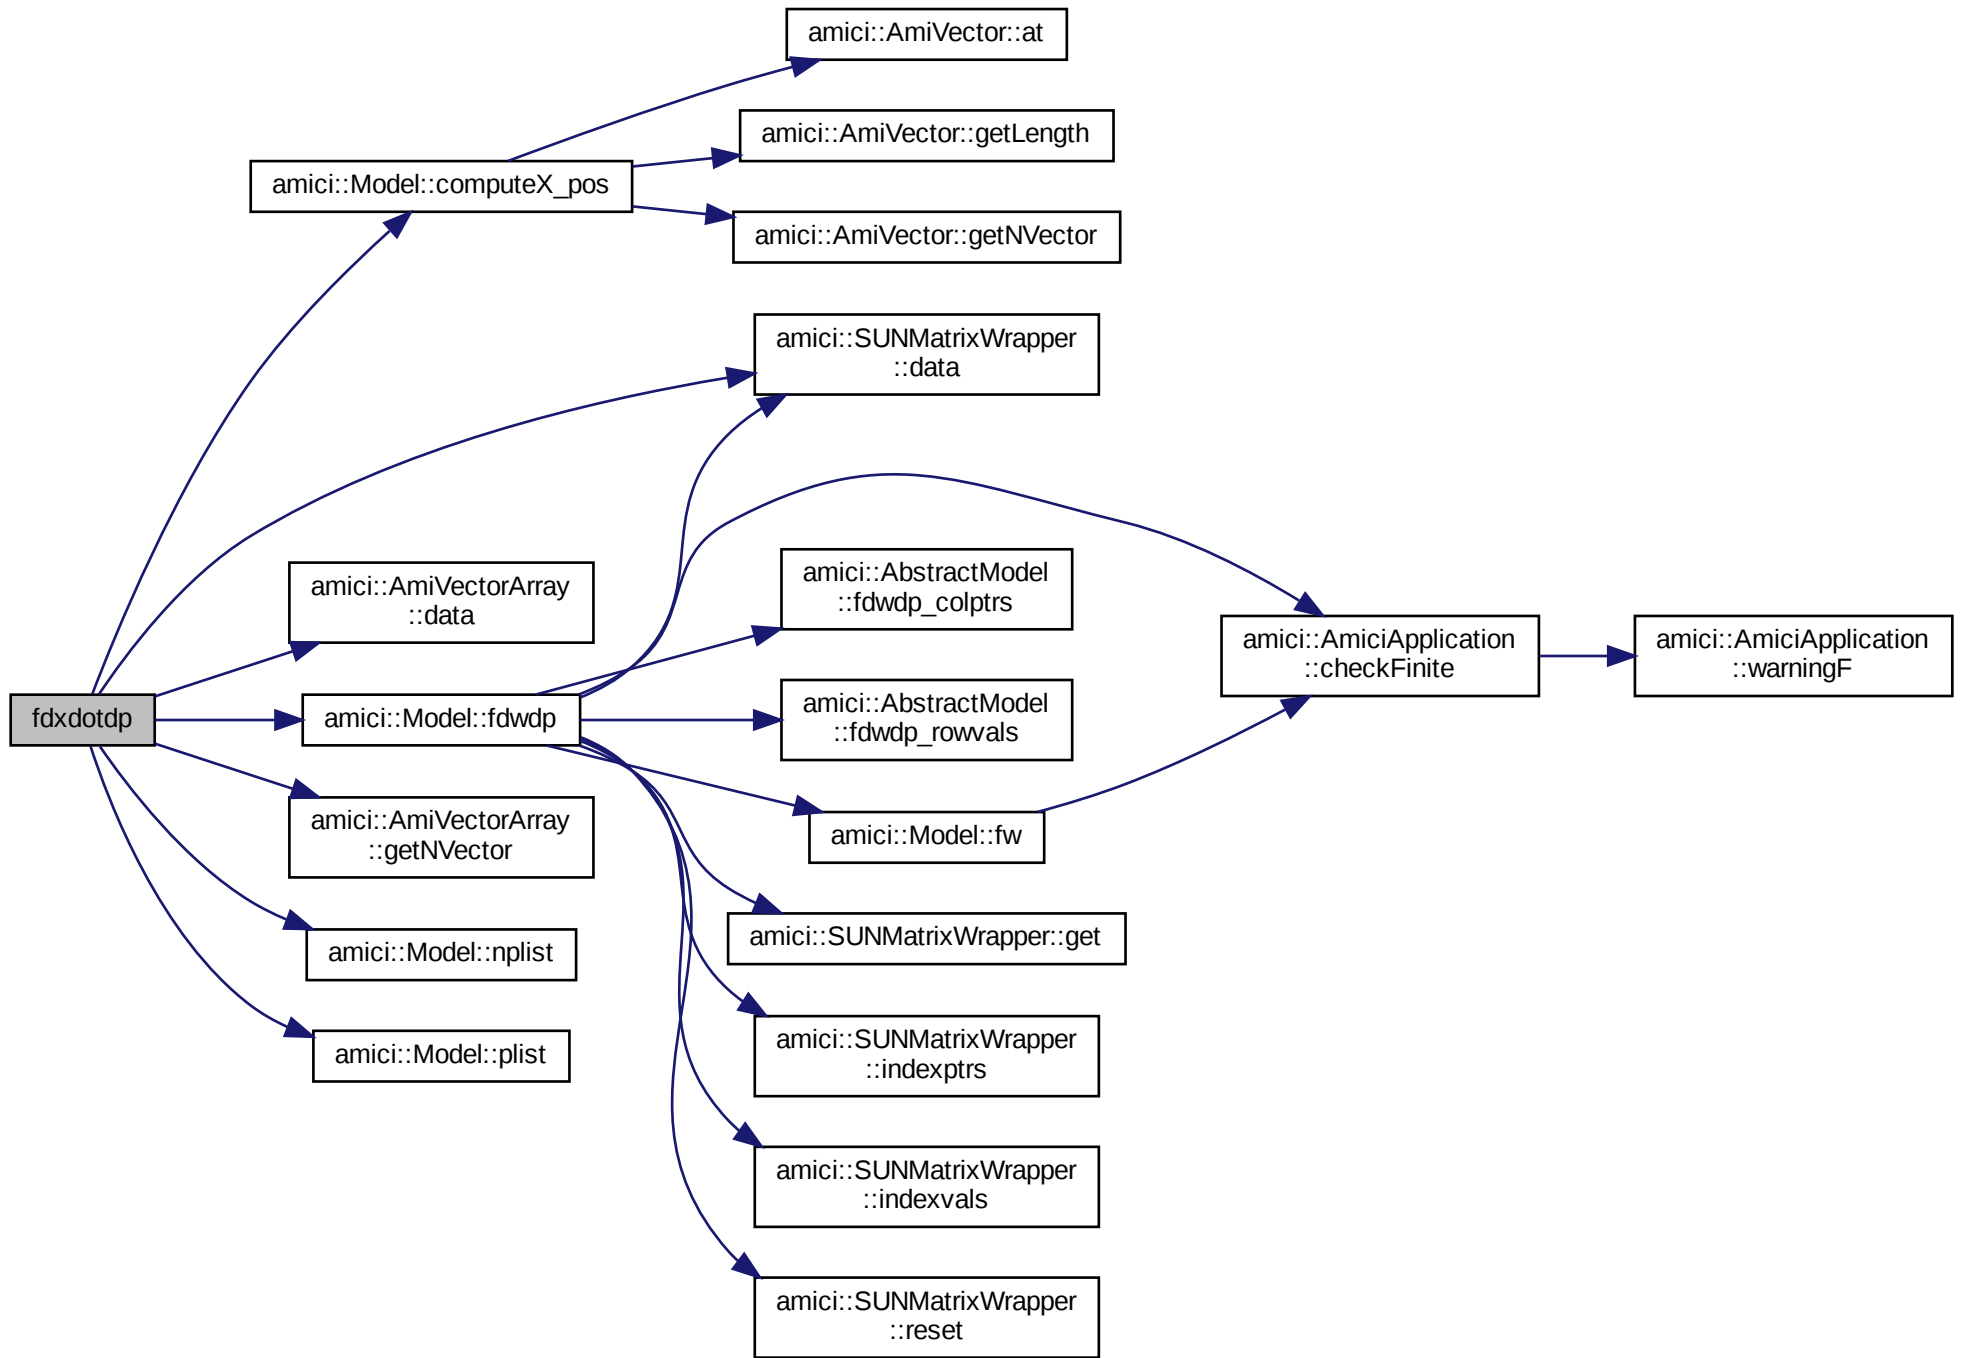 amici::AmiVector::at
amici::AmiVector::getLength
amici::Model::computeX_pos
amici::AmiVector::getNVector
amici::SUNMatrixWrapper
::data
amici::AmiVectorArray
::data
amici::AbstractModel
::fdwdp_colptrs
amici::AmiciApplication
::checkFinite
amici::AmiciApplication
::warningF
fdxdotdp
amici::Model::fdwdp
amici::AbstractModel
::fdwdp_rowvals
amici::AmiVectorArray
::getNVector
amici::Model::fw
amici::Model::nplist
amici::SUNMatrixWrapper::get
amici::Model::plist
amici::SUNMatrixWrapper
::indexptrs
amici::SUNMatrixWrapper
::indexvals
amici::SUNMatrixWrapper
::reset